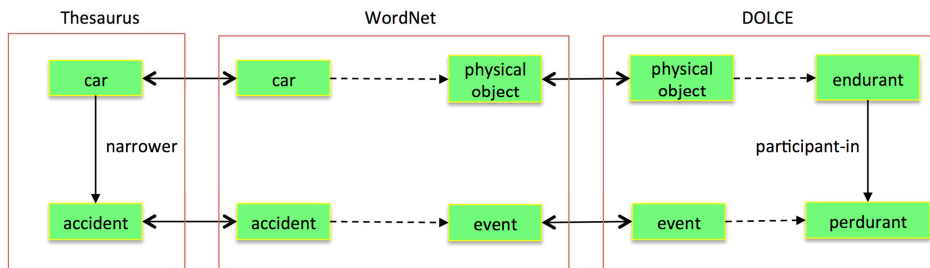 Thesaurus
WordNet
DOLCE
car
car
physical
object
physical
object
endurant
narrower
participant-in
accident
accident
event
event
perdurant